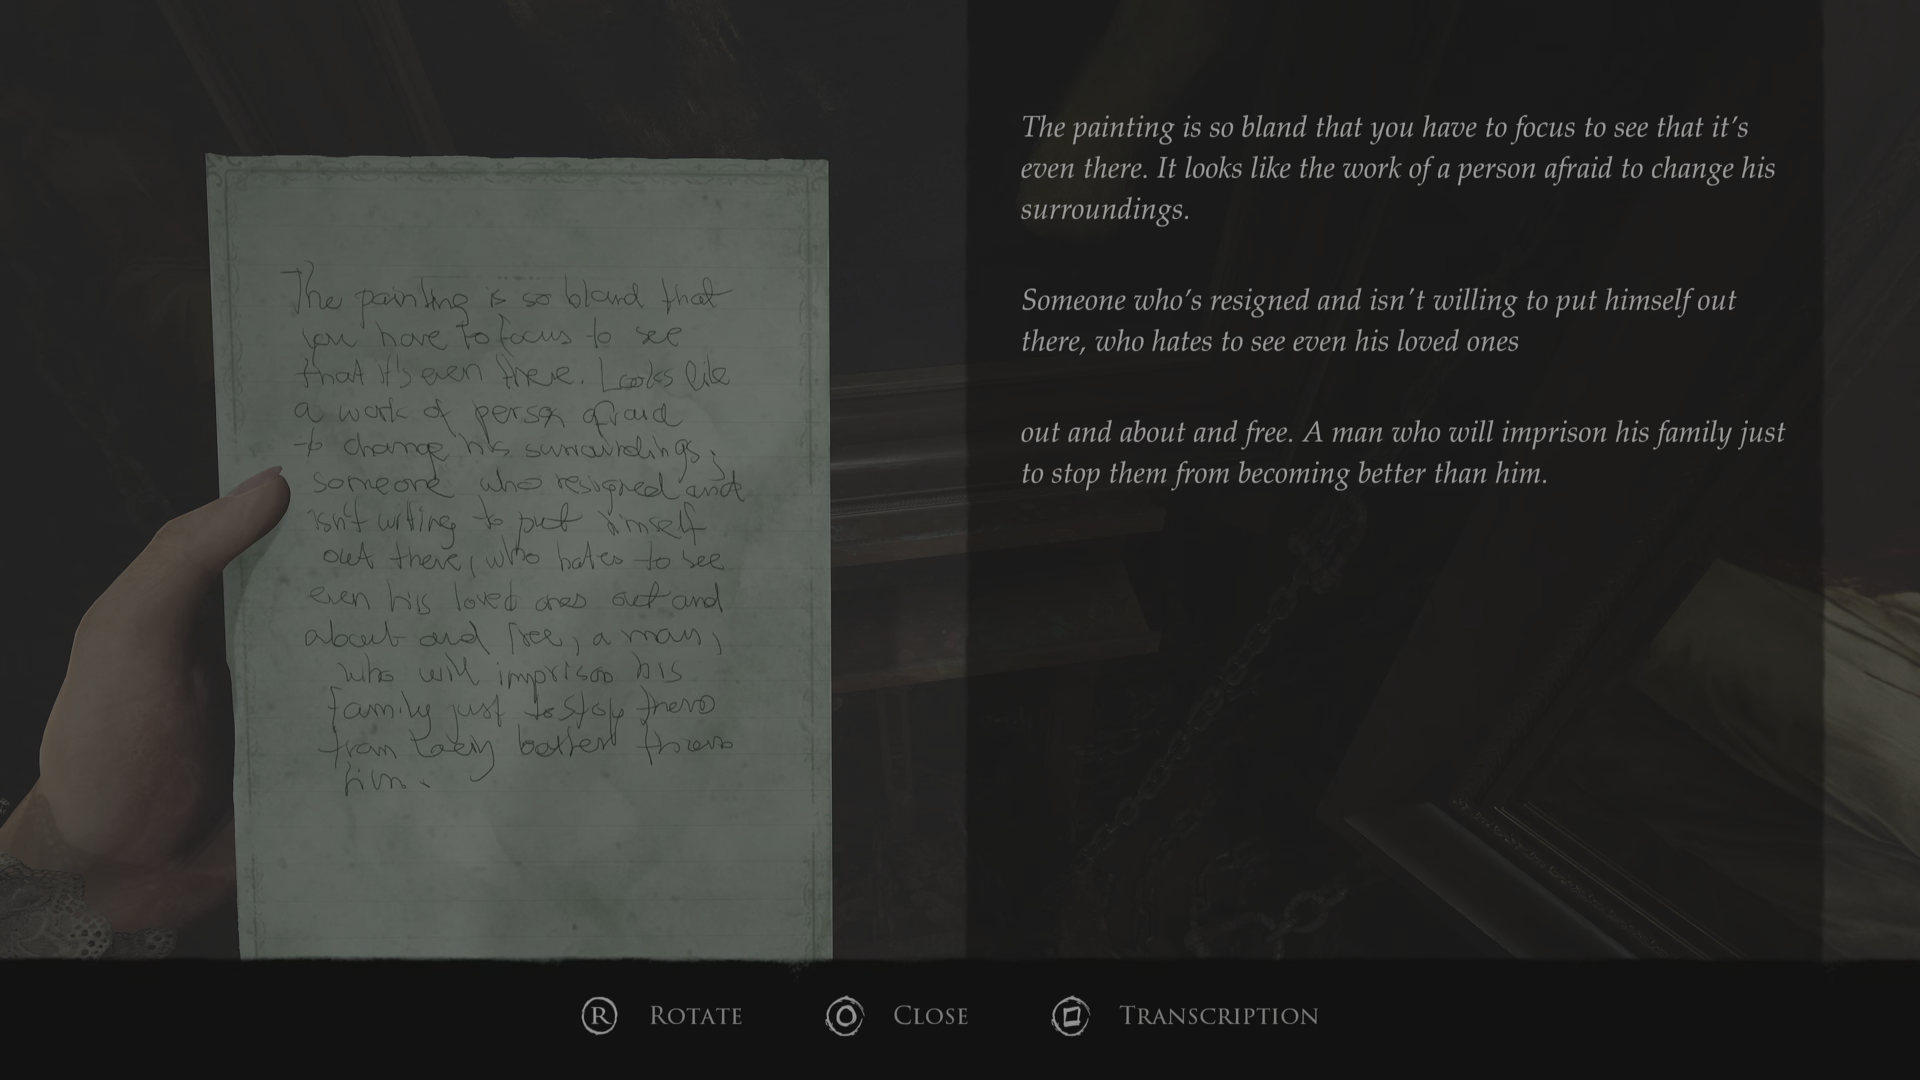 The painting is so bland that
you have to focus to see
that it's even there. Looks like
a work of person afraid
to change his surroundings,
someone who resigned and
isn't willing to put himself
out there, who hates to see
even his loved ones out and
about and free, a man,
who will imprison his
family just to stop them
from being better than
him.
The painting is so bland that you have to focus to see that it's
even there. It looks like the work of a person afraid to change his
surroundings.
Someone who's resigned and isn't willing to put himself out
there, who hates to see even his loved ones
out and about and free. A man who will imprison his family just
to stop them from becoming better than him.
R ROTATE
CLOSE
TRANSCRIPTION